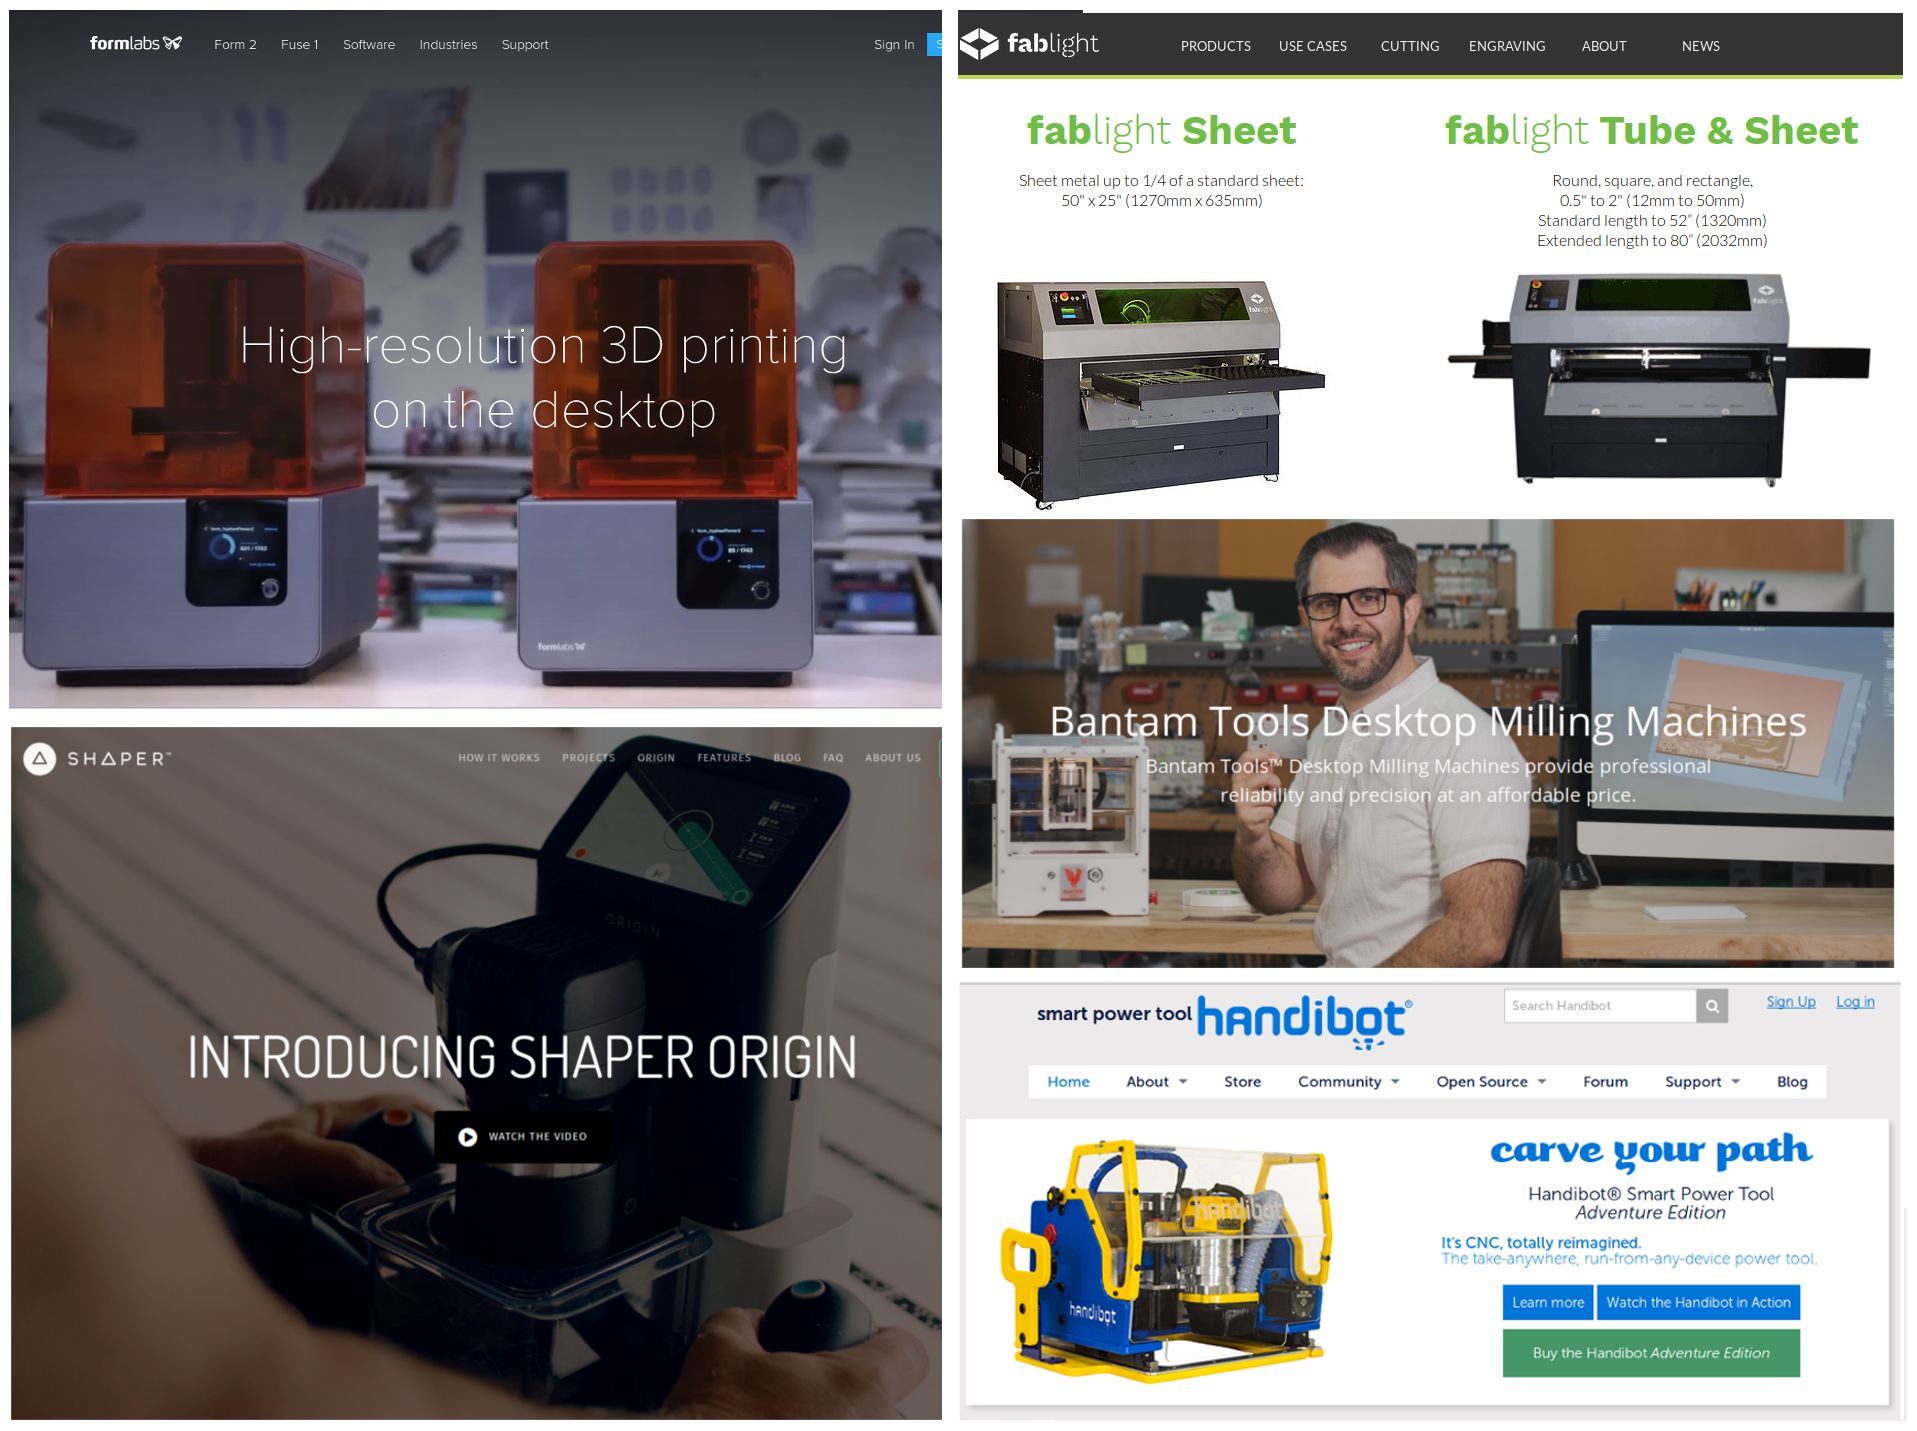 formlabs
Form 2 Fuse 1 Software Industries Support
Sign In
High-resolution 3D printing
on the desktop
formlabs
fablight
PRODUCTS USE CASES CUTTING ENGRAVING ABOUT NEWS
fablight Sheet
Sheet metal up to 1/4 of a standard sheet:
50" x 25" (1270mm x 635mm)
fablight Tube & Sheet
Round, square, and rectangle,
0.5" to 2" (12mm to 50mm)
Standard length to 52” (1320mm)
Extended length to 80” (2032mm)
fablight
fablight
Bantam Tools Desktop Milling Machines
Bantam Tools™ Desktop Milling Machines provide professional
reliability and precision at an affordable price.
SHAPER™
HOW IT WORKS PROJECTS ORIGIN FEATURES BLOG FAQ ABOUT US
ORIGIN
INTRODUCING SHAPER ORIGIN
WATCH THE VIDEO
smart power tool handibot®
Search Handibot
Sign Up Log in
Home About Store Community Open Source Forum Support Blog
handibot
handibot
carve your path
Handibot® Smart Power Tool
Adventure Edition
It's CNC, totally reimagined.
The take-anywhere, run-from-any-device power tool.
Learn more Watch the Handibot in Action
Buy the Handibot Adventure Edition